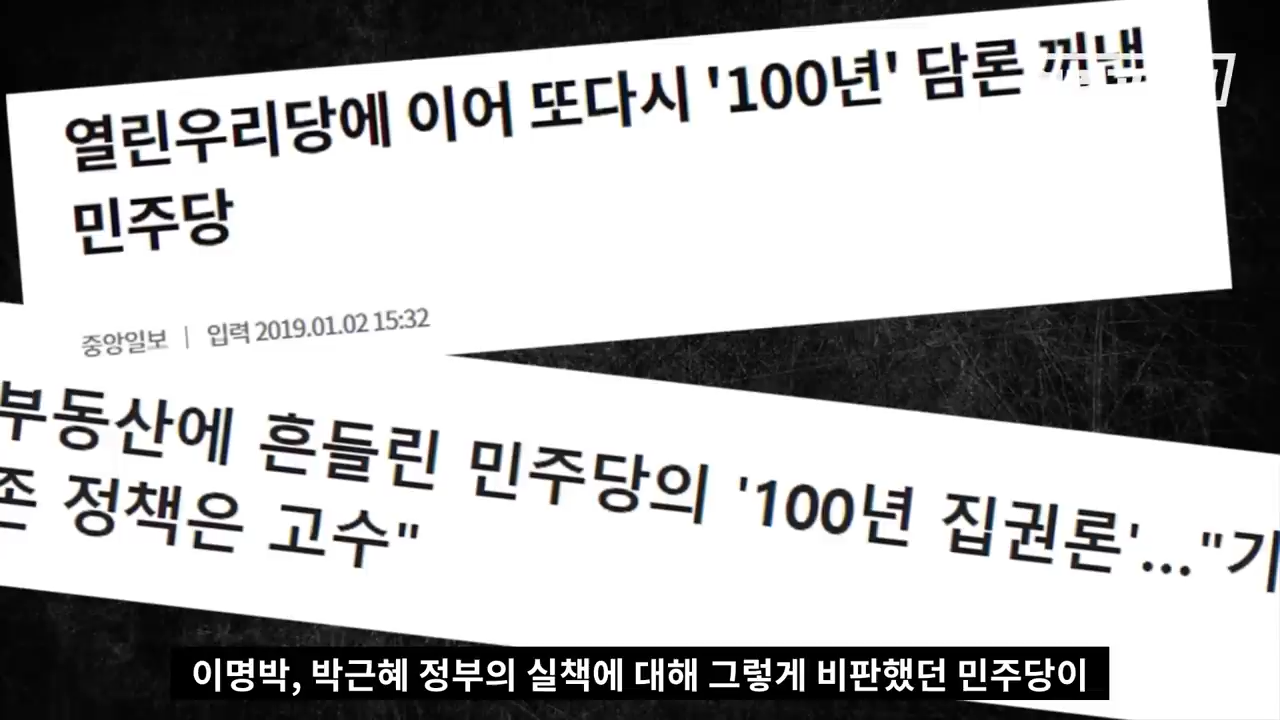 열린우리당에 이어 또다시 '100년' 담론 꺼낸
민주당
중앙일보 | 입력 2019.01.02 15:32
부동산에 흔들린 민주당의 '100년 집권론'..."기
존 정책은 고수"
이명박, 박근혜 정부의 실책에 대해 그렇게 비판했던 민주당이